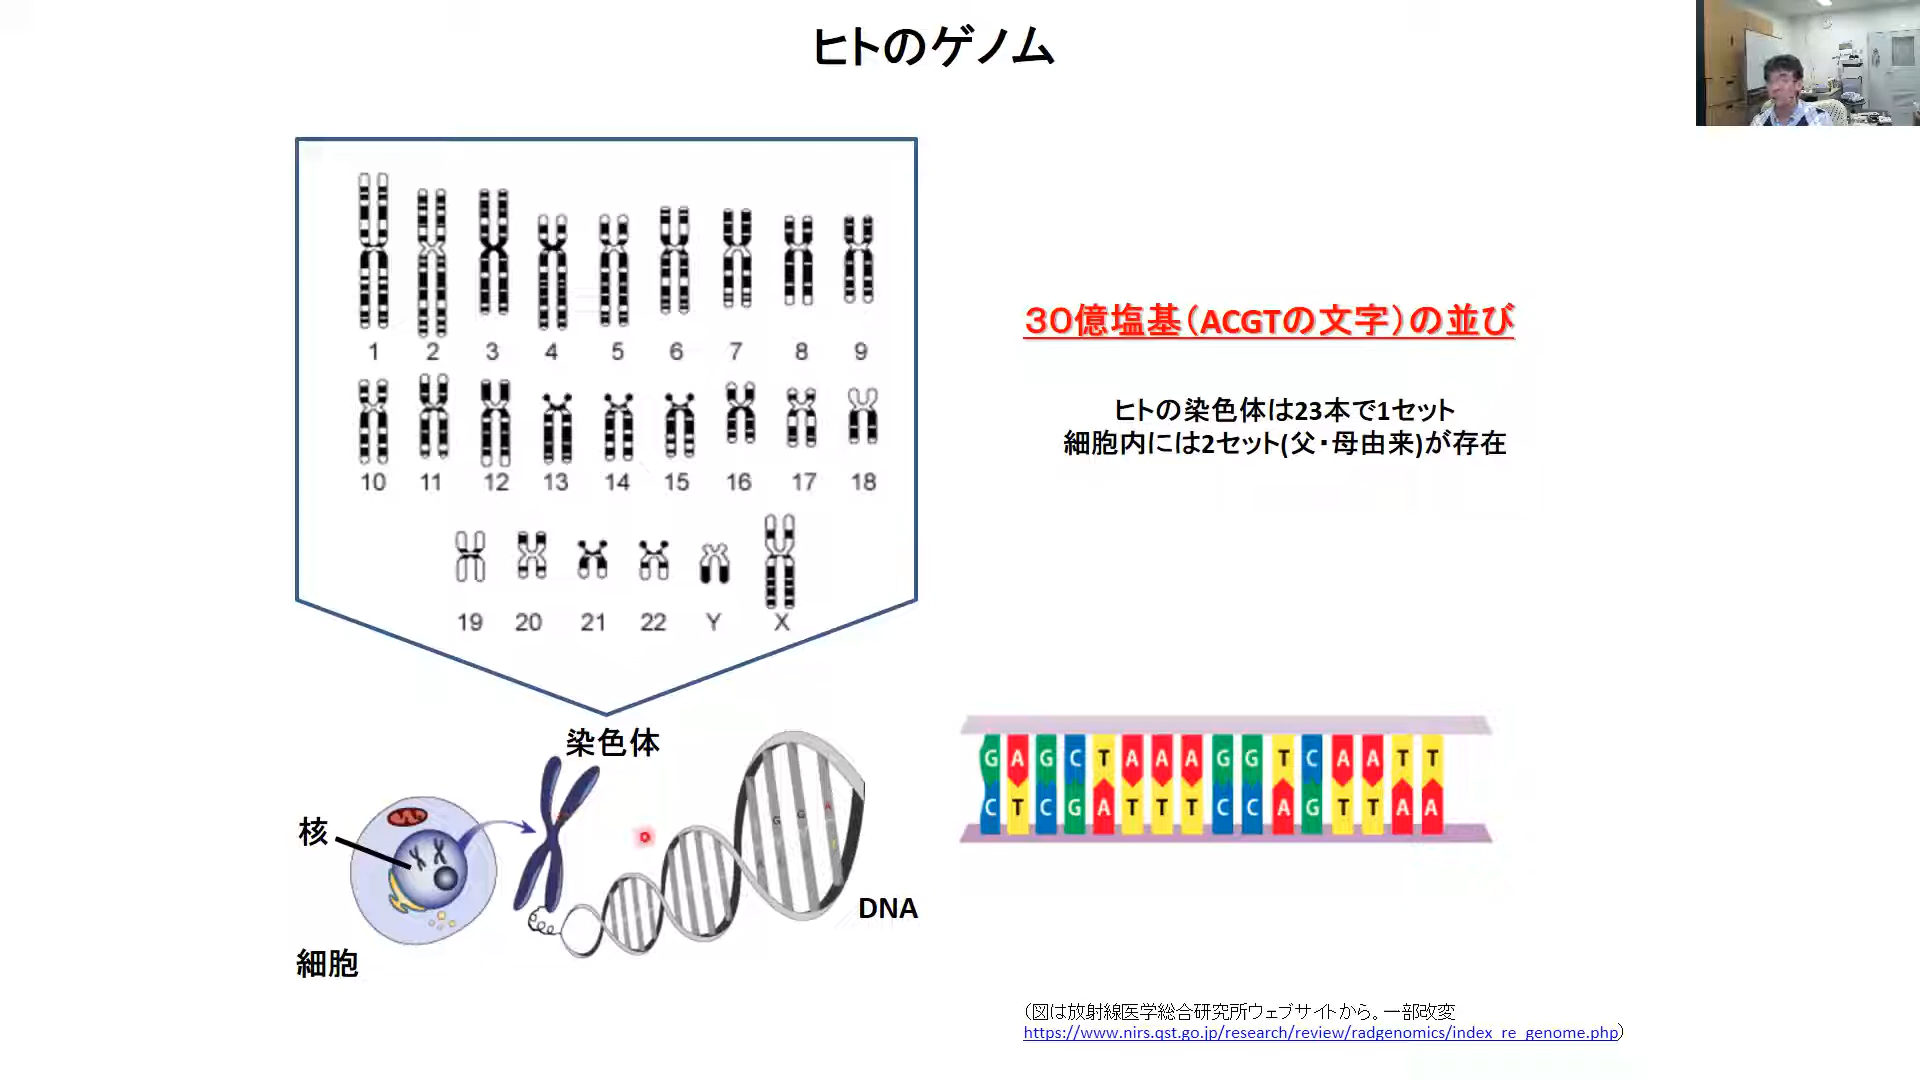 ヒトのゲノム
1 2 3 4 5 6 7 8 9
10 11 12 13 14 15 16 17 18
19 20 21 22 Y X
30億塩基(ACGTの文字)の並び
ヒトの染色体は23本で1セット
細胞内には2セット(父・母由来)が存在
染色体
核
細胞
G G A
DNA
G A G C T A A A G G T C A A T T
C T C G A T T T C C A G T T A A
(図は放射線医学総合研究所ウェブサイトから。一部改変
https://www.nirs.qst.go.jp/research/review/radgenomics/index_re_genome.php)